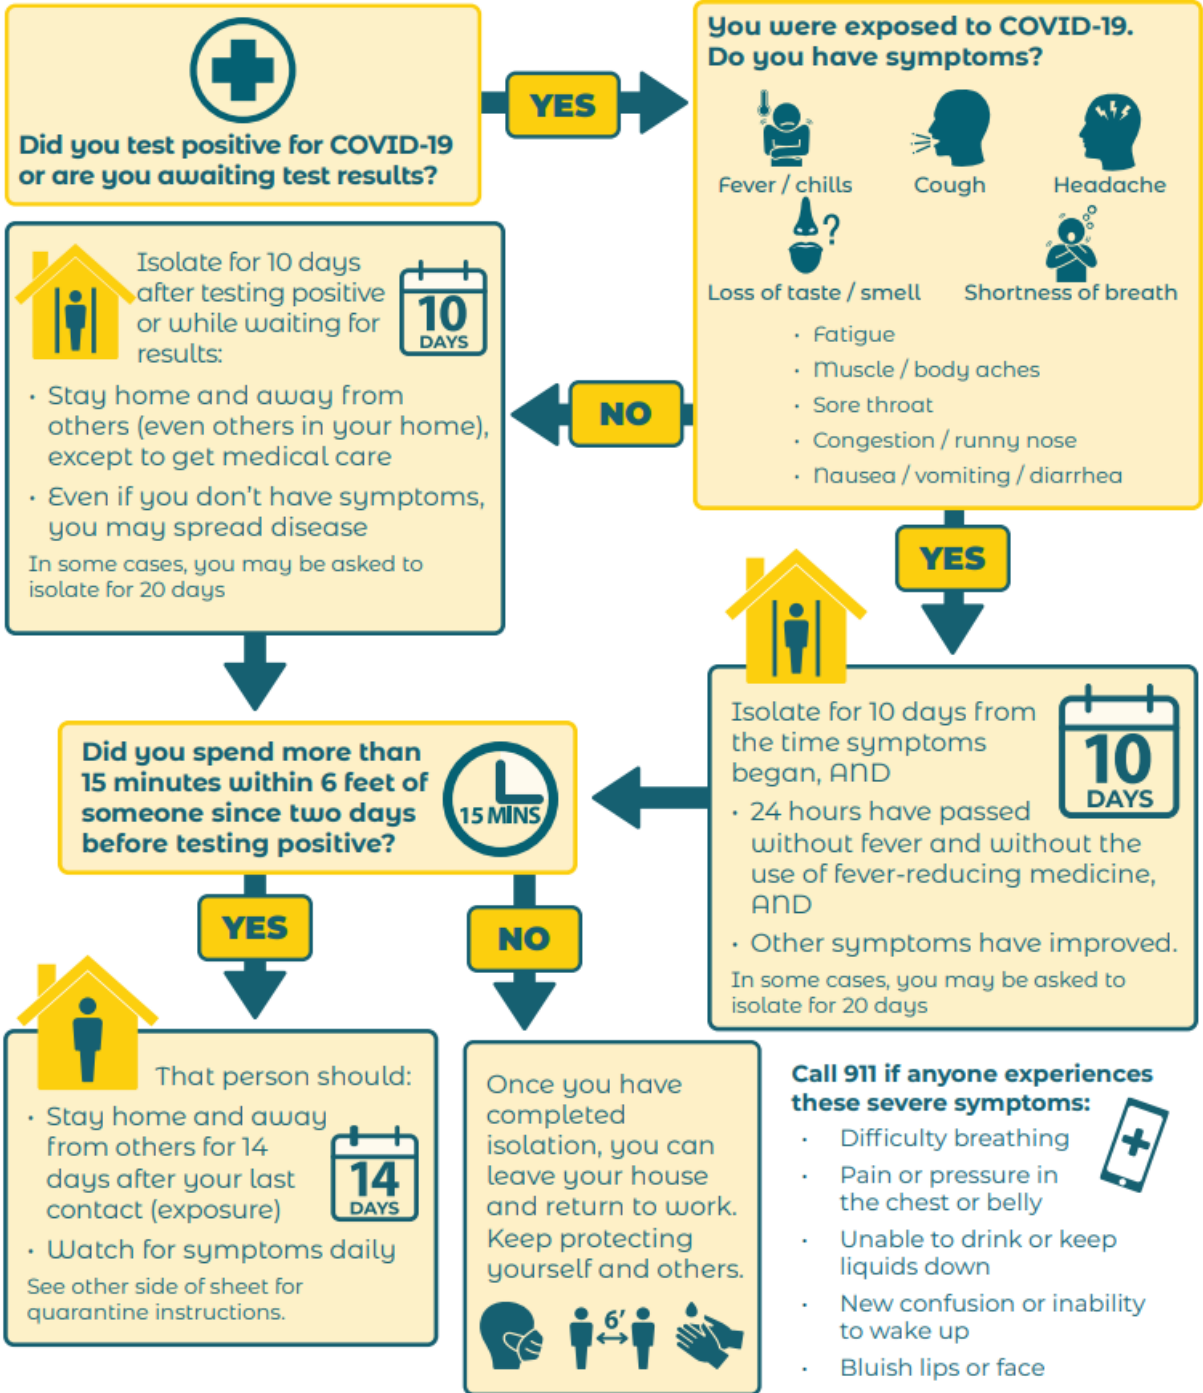 Did you test positive for COVID-19
or are you awaiting test results?
YES
You were exposed to COVID-19.
Do you have symptoms?
Fever / chills
Cough
Headache
?
Loss of taste / smell
Shortness of breath
• Fatigue
• Muscle / body aches
• Sore throat
• Congestion / runny nose
• Nausea / vomiting / diarrhea
NO
Isolate for 10 days
after testing positive
or while waiting for
results:
10
DAYS
• Stay home and away from
others (even others in your home),
except to get medical care
• Even if you don't have symptoms,
you may spread disease
In some cases, you may be asked to
isolate for 20 days
YES
Isolate for 10 days from
the time symptoms
began, AND
10
DAYS
• 24 hours have passed
without fever and without the
use of fever-reducing medicine,
AND
• Other symptoms have improved.
In some cases, you may be asked to
isolate for 20 days
Did you spend more than
15 minutes within 6 feet of
someone since two days
before testing positive?
15 MINS
YES
NO
That person should:
• Stay home and away
from others for 14
days after your last
contact (exposure)
14
DAYS
• Watch for symptoms daily
See other side of sheet for
quarantine instructions.
Once you have
completed
isolation, you can
leave your house
and return to work.
Keep protecting
yourself and others.
6'
Call 911 if anyone experiences
these severe symptoms:
• Difficulty breathing
• Pain or pressure in
the chest or belly
• Unable to drink or keep
liquids down
• New confusion or inability
to wake up
• Bluish lips or face